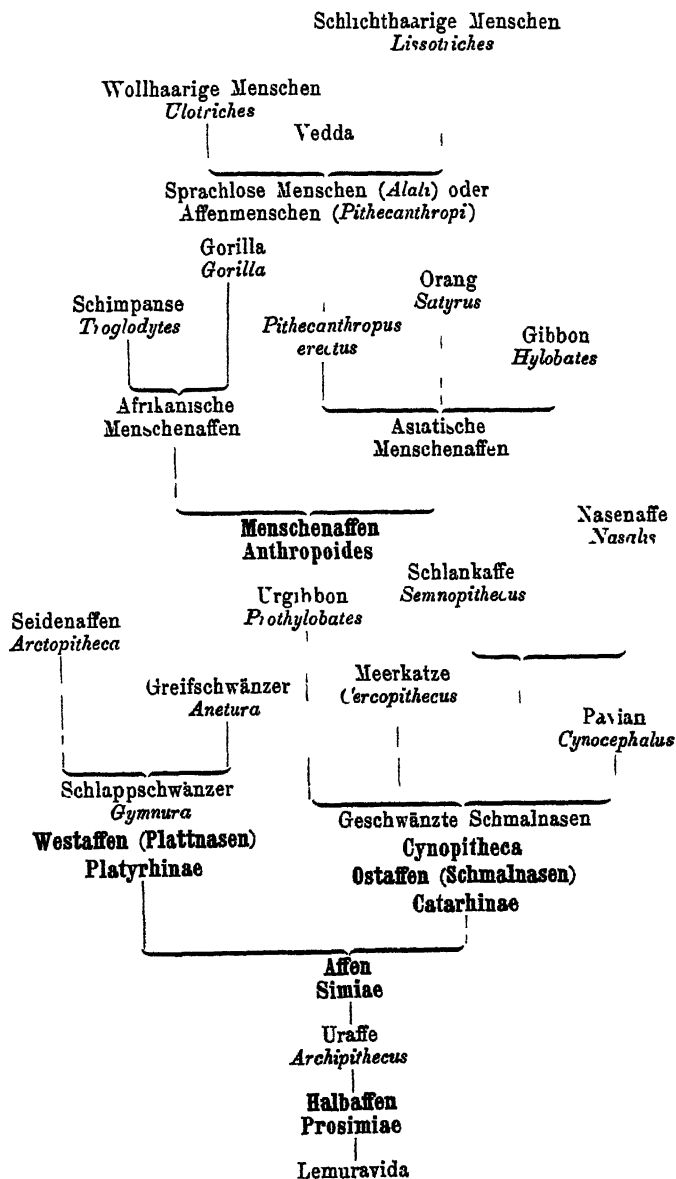 Schlichthaarige Menschen
Lissotriches
Wollhaarige Menschen
Ulotriches
Vedda
Sprachlose Menschen (Alali) oder
Affenmenschen (Pithecanthropi)
Gorilla
Gorilla
Orang
Satyrus
Schimpanse
Troglodytes
Pithecanthropus
erectus
Gibbon
Hylobates
Afrikanische
Menschenaffen
Asiatische
Menschenaffen
Menschenaffen
Anthropoides
Nasenaffe
Nasalis
Schlankaffe
Semnopithecus
Urgibbon
Prothylobates
Seidenaffen
Arctopitheca
Meerkatze
Cercopithecus
Greifschwänzer
Anetura
Pavian
Cynocephalus
Schlappschwänzer
Gymnura
Westaffen (Plattnasen)
Platyrhinae
Geschwänzte Schmalnasen
Cynopitheca
Ostaffen (Schmalnasen)
Catarhinae
Affen
Simiae
Uraffe
Archipithecus
Halbaffen
Prosimiae
Lemuravida